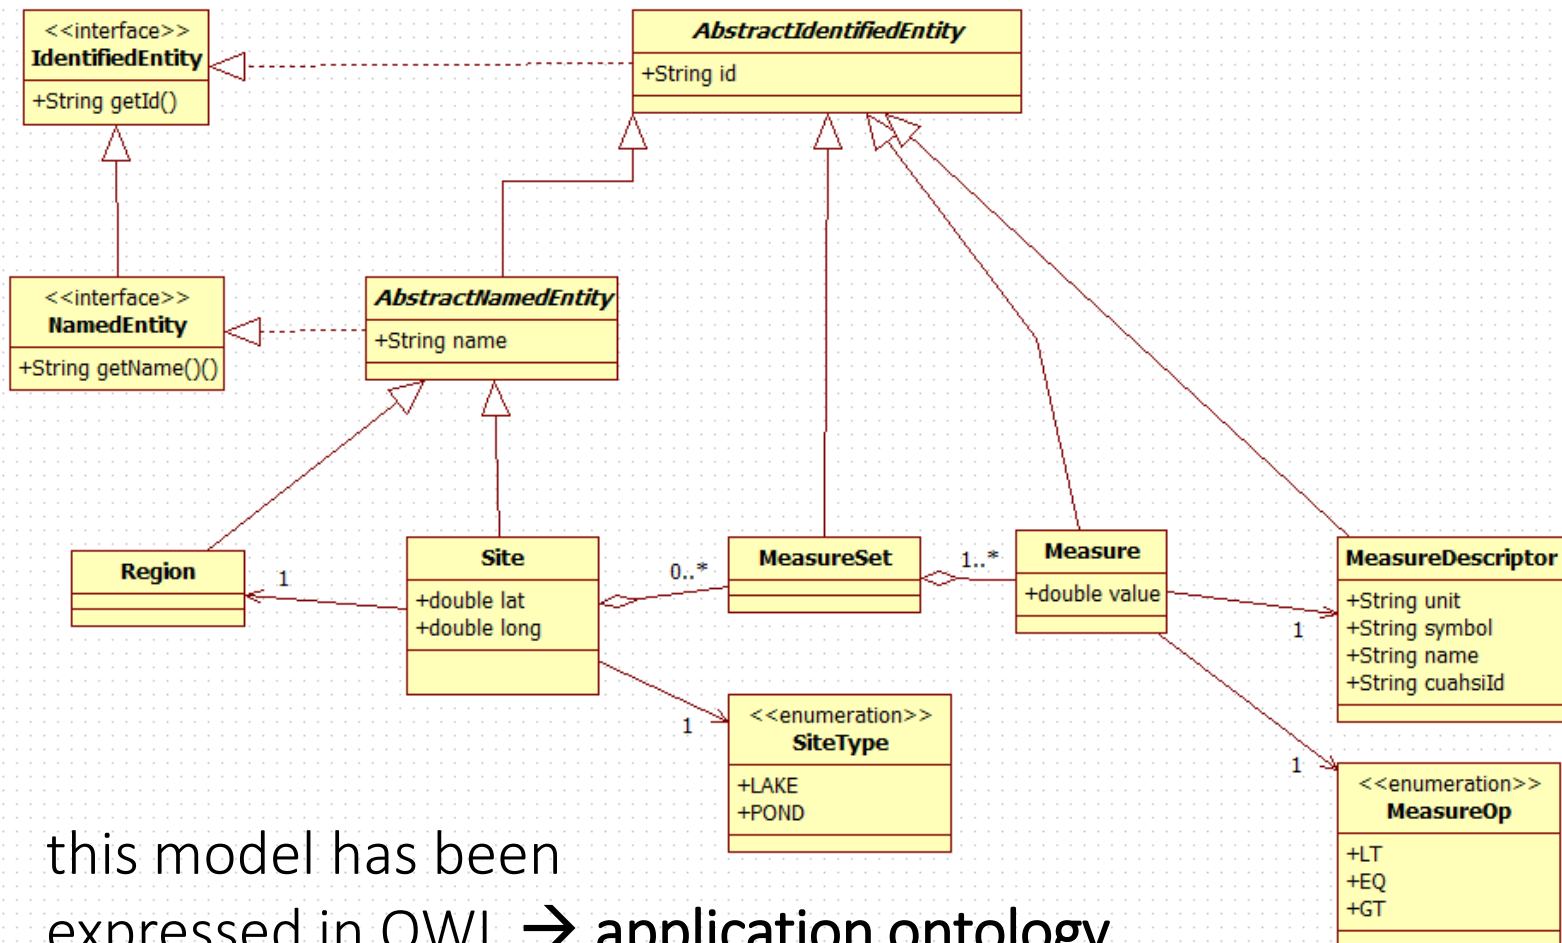 <<interface>>
IdentifiedEntity
+String getId()
AbstractIdentifiedEntity
+String id
<<interface>>
NamedEntity
+String getName()()
AbstractNamedEntity
+String name
Region
1
Site
+double lat
+double long
0..*
MeasureSet
1..*
Measure
+double value
1
MeasureDescriptor
+String unit
+String symbol
+String name
+String cuahsiId
1
<<enumeration>>
SiteType
+LAKE
+POND
1
<<enumeration>>
MeasureOp
+LT
+EQ
+GT
this model has been
expressed in OWL → application ontology